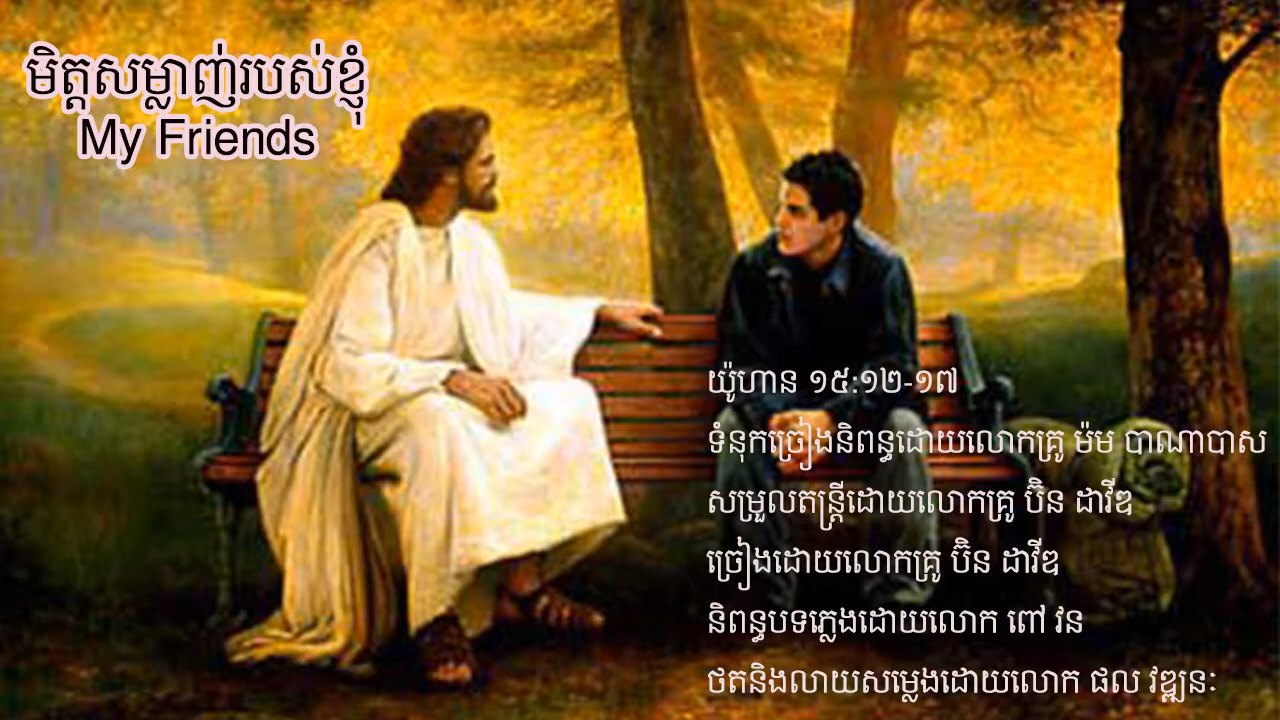 មិត្តសម្លាញ់របស់ខ្ញុំ
My Friends
យ៉ូហាន ១៥:១២-១៧
ទំនុកច្រៀងនិពន្ធដោយលោកគ្រូ ម៉ម បាណាបាស
សម្រួលតន្ត្រីដោយលោកគ្រូ ប៊ិន ដាវីឌ
ច្រៀងដោយលោកគ្រូ ប៊ិន ដាវីឌ
និពន្ធបទភ្លេងដោយលោក ពៅ វន
ថតនិងលាយសម្លេងដោយលោក ផល វឌ្ឍនៈ